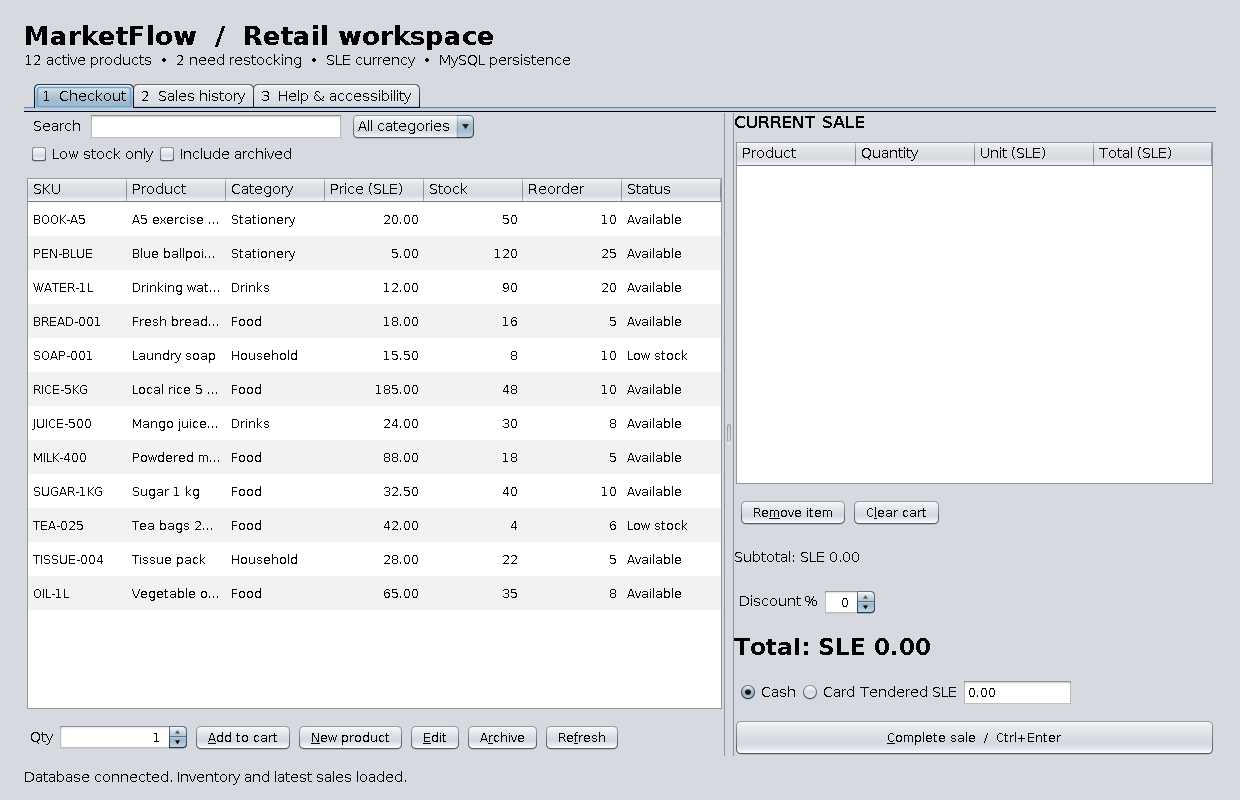 MarketFlow / Retail workspace
12 active products • 2 need restocking • SLE currency • MySQL persistence
1 Checkout 2 Sales history 3 Help & accessibility
Search All categories
Low stock only Include archived
SKU Product Category Price (SLE) Stock Reorder Status
BOOK-A5 A5 exercise ... Stationery 20.00 50 10 Available
PEN-BLUE Blue ballpoi... Stationery 5.00 120 25 Available
WATER-1L Drinking wat... Drinks 12.00 90 20 Available
BREAD-001 Fresh bread... Food 18.00 16 5 Available
SOAP-001 Laundry soap Household 15.50 8 10 Low stock
RICE-5KG Local rice 5 ... Food 185.00 48 10 Available
JUICE-500 Mango juice... Drinks 24.00 30 8 Available
MILK-400 Powdered m... Food 88.00 18 5 Available
SUGAR-1KG Sugar 1 kg Food 32.50 40 10 Available
TEA-025 Tea bags 2... Food 42.00 4 6 Low stock
TISSUE-004 Tissue pack Household 28.00 22 5 Available
OIL-1L Vegetable o... Food 65.00 35 8 Available
Qty 1 Add to cart New product Edit Archive Refresh
CURRENT SALE
Product Quantity Unit (SLE) Total (SLE)
Remove item Clear cart
Subtotal: SLE 0.00
Discount % 0
Total: SLE 0.00
Cash Card Tendered SLE 0.00
Complete sale / Ctrl+Enter
Database connected. Inventory and latest sales loaded.